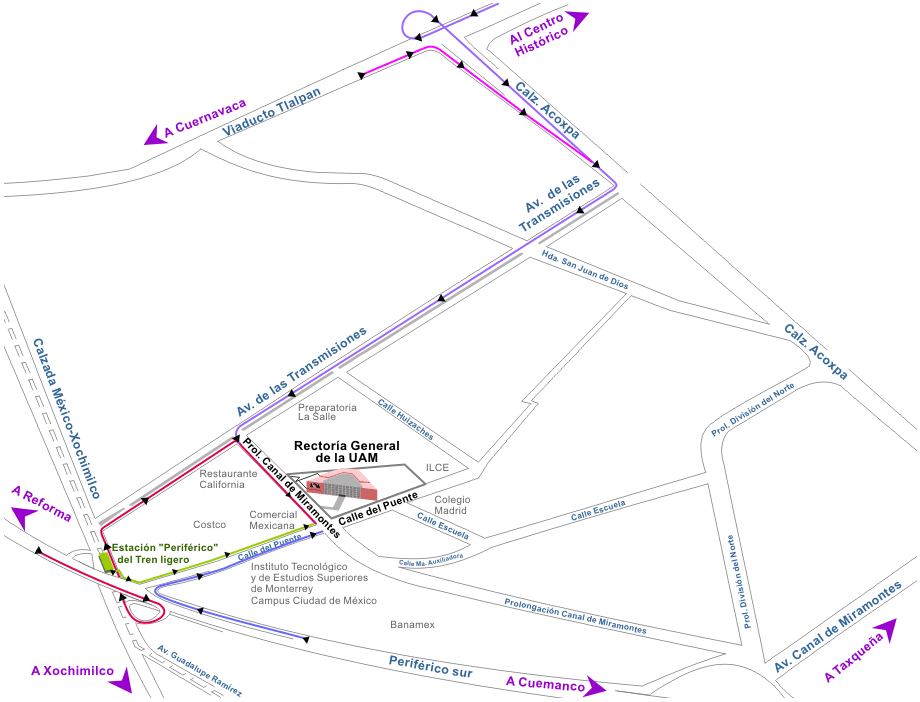 Al Centro
Histórico
A Cuernavaca
Viaducto Tlalpan
Calz. Acoxpa
Av. de las
Transmisiones
Hda. San Juan de Dios
Calz. Acoxpa
Calzada México-Xochimilco
Av. de las Transmisiones
Preparatoria
La Salle
Calle Huizaches
Prol. División del Norte
Rectoría General
de la UAM
Prol. Canal de Miramontes
ILCE
Restaurante
California
Calle del Puente
Colegio
Madrid
A Reforma
Costco
Comercial
Mexicana
Calle Escuela
Calle Escuela
Estación "Periférico"
del Tren ligero
Calle del Puente
Calle Ma. Auxiliadora
Prol. División del Norte
Instituto Tecnológico
y de Estudios Superiores
de Monterrey
Campus Ciudad de México
Prolongación Canal de Miramontes
Banamex
Av. Canal de Miramontes
A Taxqueña
Av. Guadalupe Ramírez
A Xochimilco
Periférico sur
A Cuemanco